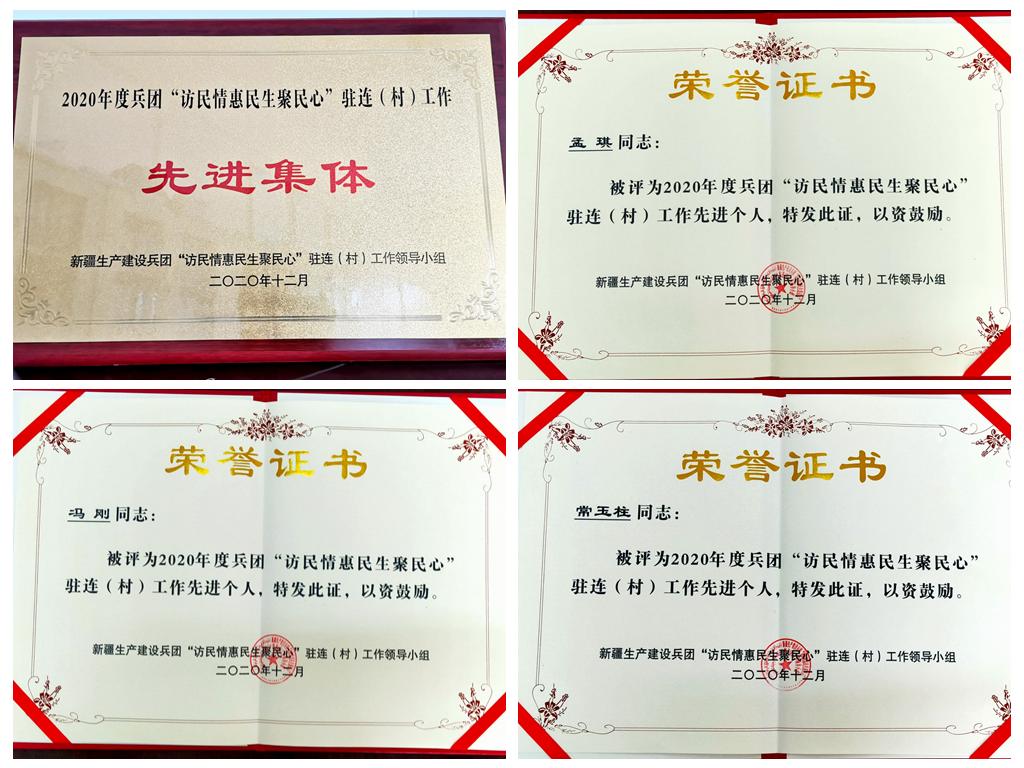 2020年度兵团“访民情惠民生聚民心”驻连（村）工作
先进集体
新疆生产建设兵团“访民情惠民生聚民心”驻连（村）工作领导小组
二〇二〇年十二月
荣誉证书
孟 琪 同志：
被评为2020年度兵团“访民情惠民生聚民心”
驻连（村）工作先进个人，特发此证，以资鼓励。
新疆生产建设兵团“访民情惠民生聚民心”驻连（村）工作领导小组
二〇二〇年十二月
荣誉证书
冯 刚 同志：
被评为2020年度兵团“访民情惠民生聚民心”
驻连（村）工作先进个人，特发此证，以资鼓励。
新疆生产建设兵团“访民情惠民生聚民心”驻连（村）工作领导小组
二〇二〇年十二月
荣誉证书
常玉柱 同志：
被评为2020年度兵团“访民情惠民生聚民心”
驻连（村）工作先进个人，特发此证，以资鼓励。
新疆生产建设兵团“访民情惠民生聚民心”驻连（村）工作领导小组
二〇二〇年十二月